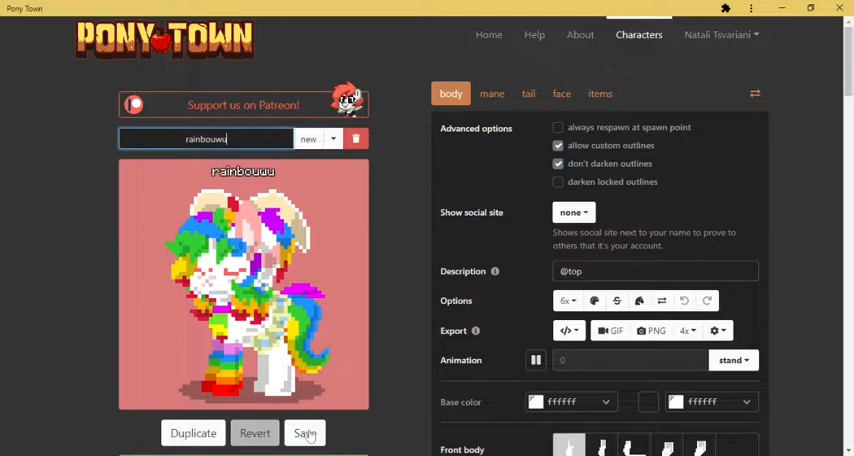 Pony Town
PONY TOWN
Home Help About Characters Natali Tsvariani
Support us on Patreon!
rainbouwu new
rainbouwu
Duplicate Revert Save
body mane tail face items
Advanced options
always respawn at spawn point
allow custom outlines
don't darken outlines
darken locked outlines
Show social site none
Shows social site next to your name to prove to
others that it's your account.
Description @top
Options 6x
Export </> GIF PNG 4x
Animation 0 stand
Base color ffffff ffffff
Front body